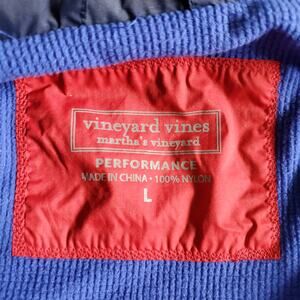 vineyard vines
martha's vineyard
PERFORMANCE
MADE IN CHINA • 100% NYLON
L